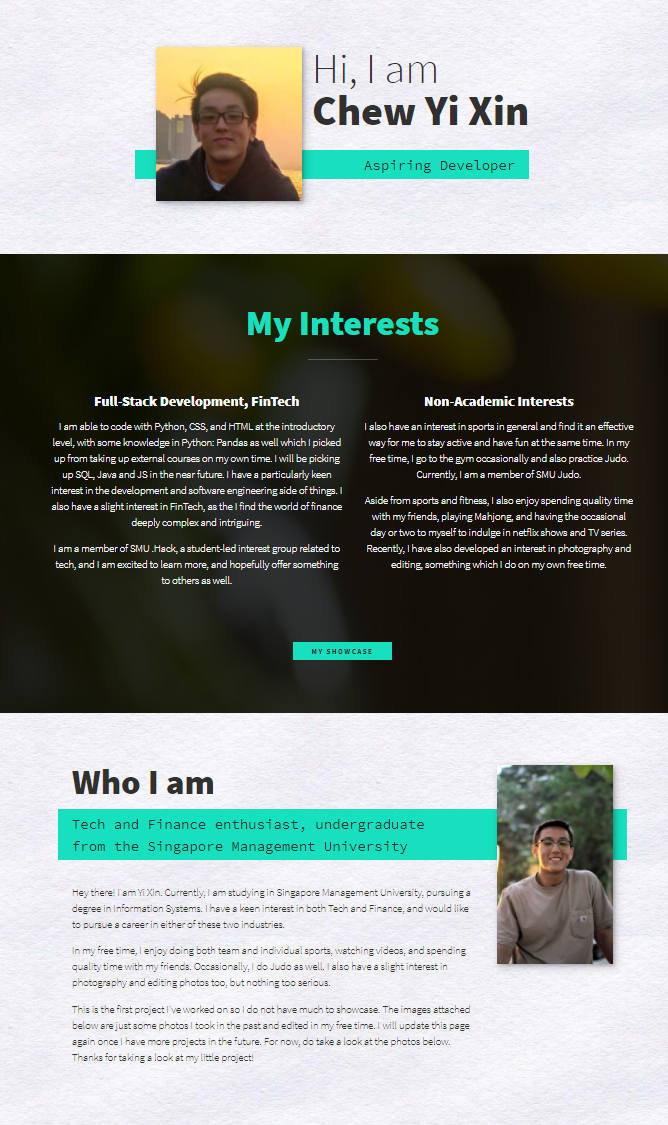 Hi, I am
Chew Yi Xin
Aspiring Developer
My Interests
Full-Stack Development, FinTech
I am able to code with Python, CSS, and HTML at the introductory
level, with some knowledge in Python: Pandas as well which I picked
up from taking up external courses on my own time. I will be picking
up SQL, Java and JS in the near future. I have a particularly keen
interest in the development and software engineering side of things. I
also have a slight interest in FinTech, as the I find the world of finance
deeply complex and intriguing.
I am a member of SMU .Hack, a student-led interest group related to
tech, and I am excited to learn more, and hopefully offer something
to others as well.
Non-Academic Interests
I also have an interest in sports in general and find it an effective
way for me to stay active and have fun at the same time. In my
free time, I go to the gym occasionally and also practice Judo.
Currently, I am a member of SMU Judo.
Aside from sports and fitness, I also enjoy spending quality time
with my friends, playing Mahjong, and having the occasional
day or two to myself to indulge in netflix shows and TV series.
Recently, I have also developed an interest in photography and
editing, something which I do on my own free time.
MY SHOWCASE
Who I am
Tech and Finance enthusiast, undergraduate
from the Singapore Management University
Hey there! I am Yi Xin. Currently, I am studying in Singapore Management University, pursuing a
degree in Information Systems. I have a keen interest in both Tech and Finance, and would like
to pursue a career in either of these two industries.
In my free time, I enjoy doing both team and individual sports, watching videos, and spending
quality time with my friends. Occasionally, I do Judo as well. I also have a slight interest in
photography and editing photos too, but nothing too serious.
This is the first project I've worked on so I do not have much to showcase. The images attached
below are just some photos I took in the past and edited in my free time. I will update this page
again once I have more projects in the future. For now, do take a look at the photos below.
Thanks for taking a look at my little project!